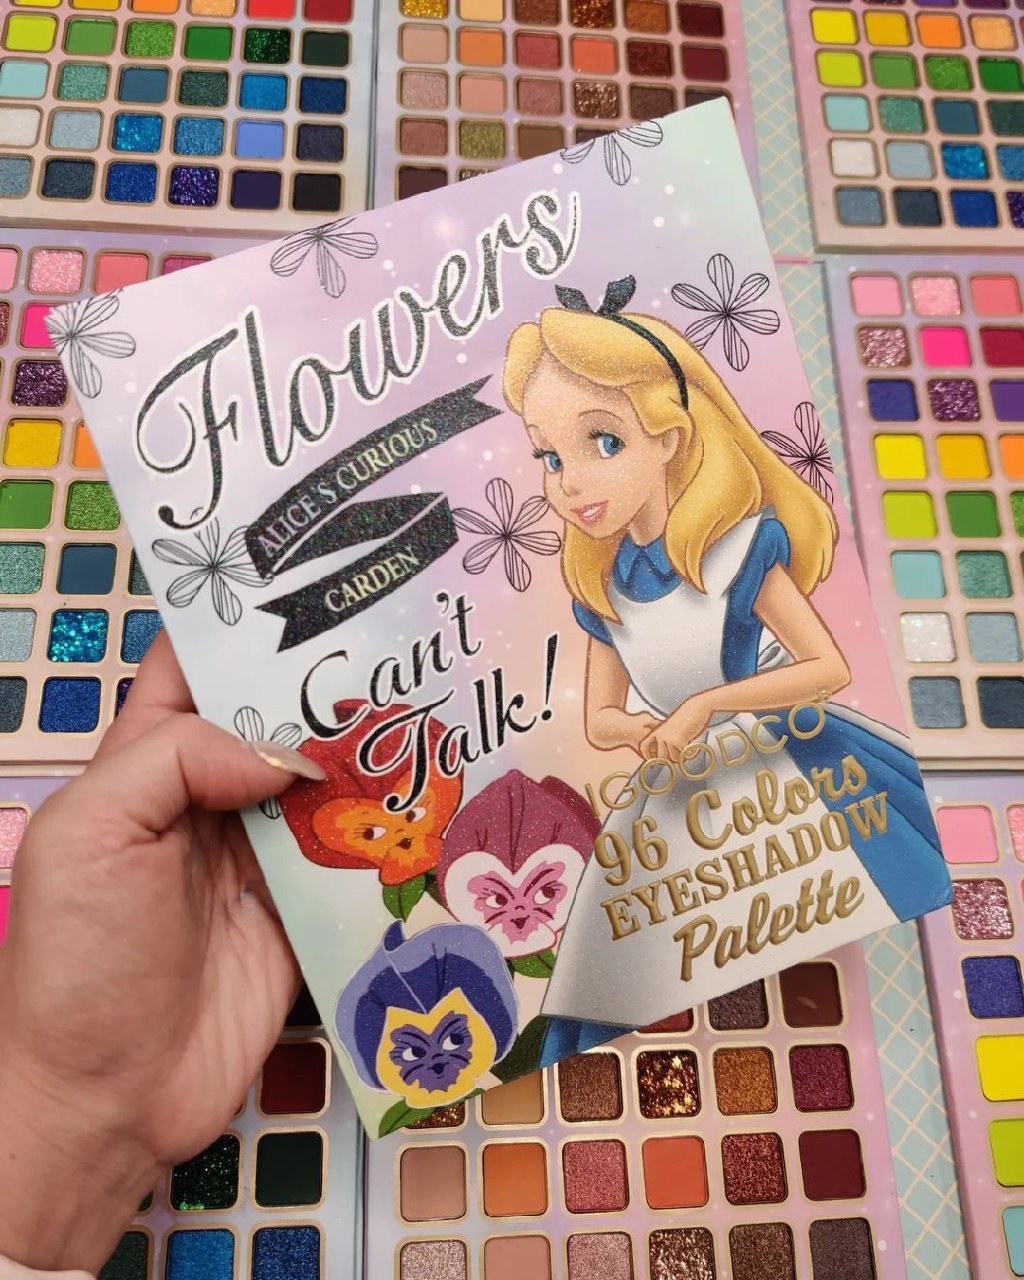 Flowers
ALICE'S CURIOUS
GARDEN
Can't
Talk!
IGOODCO®
96 Colors
EYESHADOW
Palette